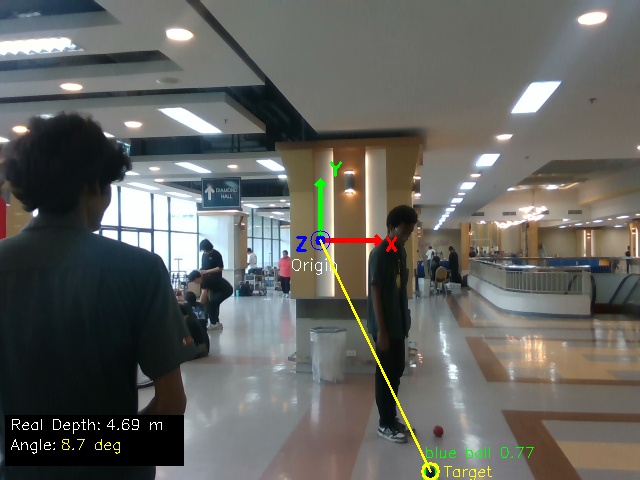 DIAMOND
HALL
Y
Z
X
Origin
Real Depth: 4.69 m
Angle: 8.7 deg
blue ball 0.77
Target